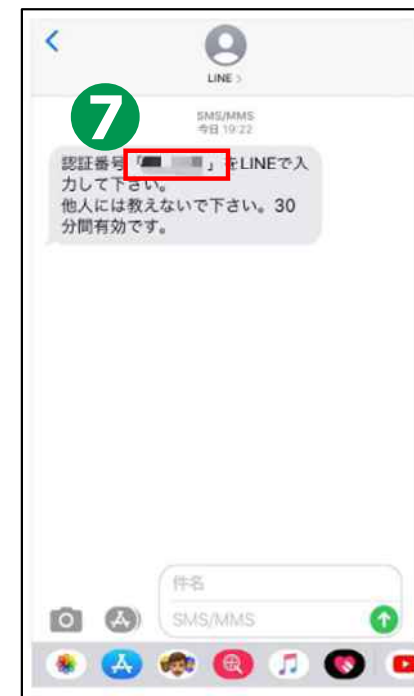 LINE >
7
SMS/MMS
今日 19:22
認証番号「 」をLINEで入
力して下さい。
他人には教えないで下さい。30
分間有効です。
件名
SMS/MMS